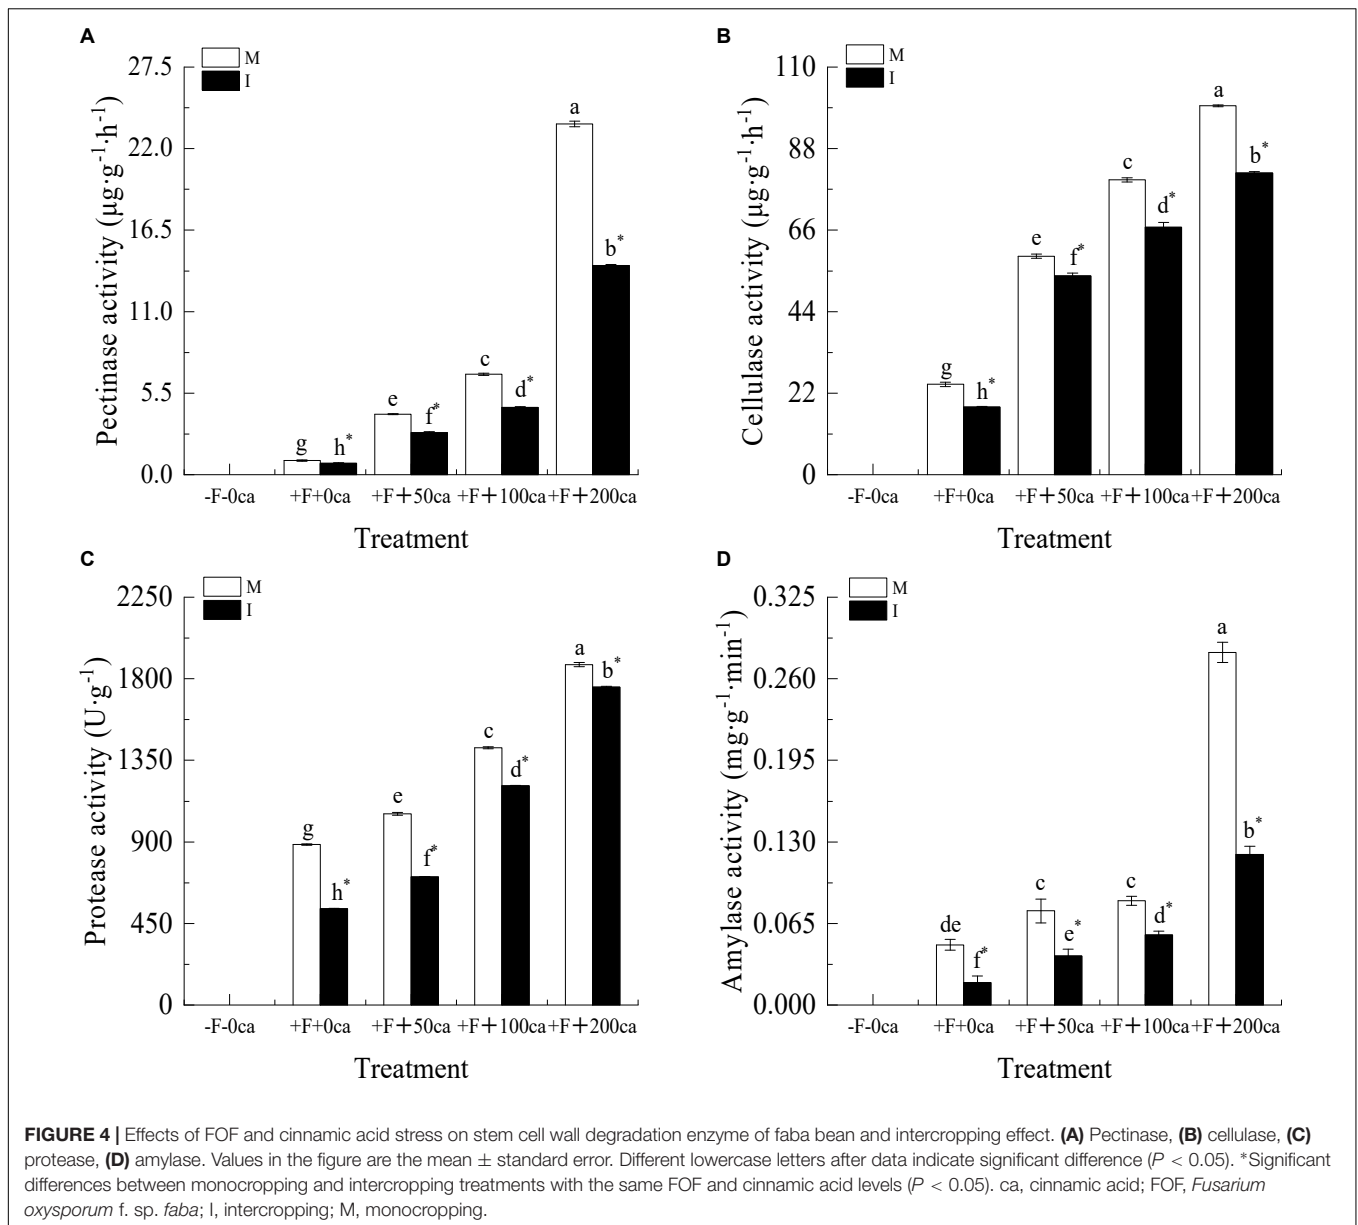 A
M
I
27.5
22.0
16.5
11.0
5.5
0.0
Pectinase activity (µg·g⁻¹·h⁻¹)
g
h*
e
f*
c
d*
a
b*
-F-0ca
+F+0ca
+F+50ca
+F+100ca
+F+200ca
Treatment
B
M
I
110
88
66
44
22
0
Cellulase activity (µg·g⁻¹·h⁻¹)
g
h*
e
f*
c
d*
a
b*
-F-0ca
+F+0ca
+F+50ca
+F+100ca
+F+200ca
Treatment
C
M
I
2250
1800
1350
900
450
0
Protease activity (U·g⁻¹)
g
h*
e
f*
c
d*
a
b*
-F-0ca
+F+0ca
+F+50ca
+F+100ca
+F+200ca
Treatment
D
M
I
0.325
0.260
0.195
0.130
0.065
0.000
Amylase activity (mg·g⁻¹·min⁻¹)
de
f*
c
e*
c
d*
a
b*
-F-0ca
+F+0ca
+F+50ca
+F+100ca
+F+200ca
Treatment
FIGURE 4 | Effects of FOF and cinnamic acid stress on stem cell wall degradation enzyme of faba bean and intercropping effect. (A) Pectinase, (B) cellulase, (C)
protease, (D) amylase. Values in the figure are the mean ± standard error. Different lowercase letters after data indicate significant difference (P < 0.05). *Significant
differences between monocropping and intercropping treatments with the same FOF and cinnamic acid levels (P < 0.05). ca, cinnamic acid; FOF, Fusarium
oxysporum f. sp. faba; I, intercropping; M, monocropping.